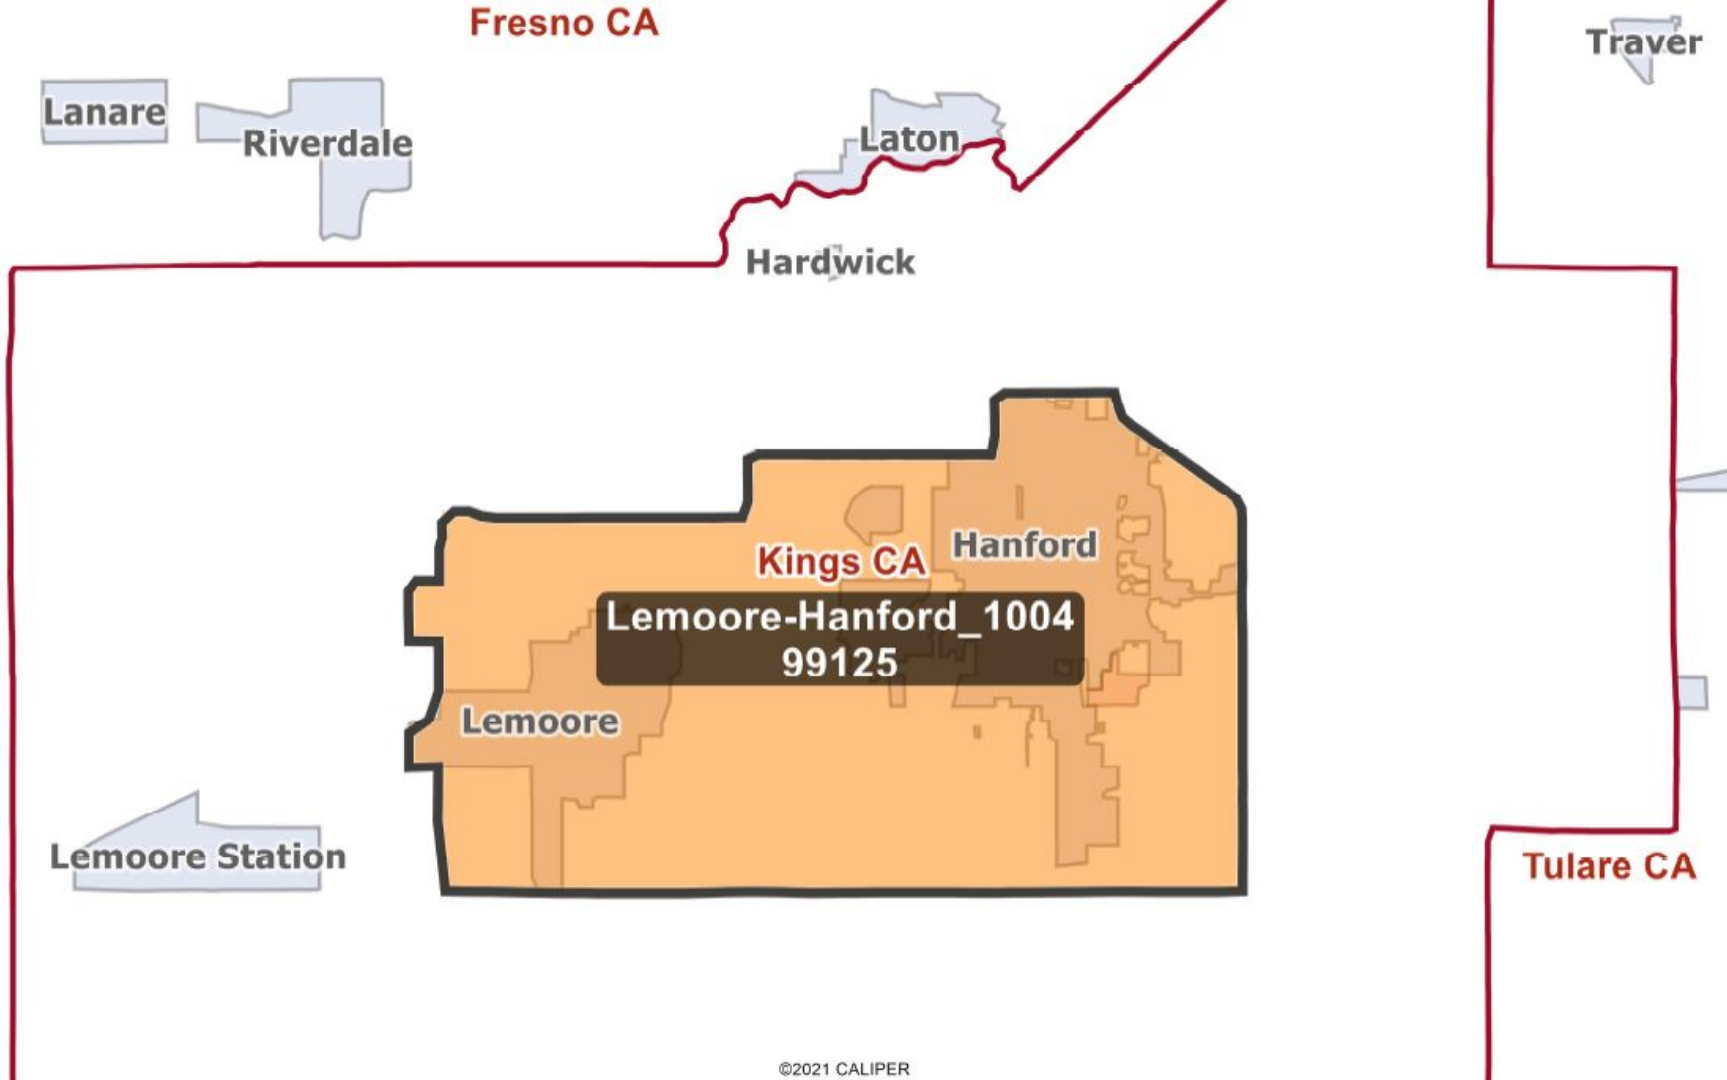 Fresno CA
Traver
Lanare
Riverdale
Laton
Hardwick
Hanford
Kings CA
Lemoore-Hanford_1004
99125
Lemoore
Lemoore Station
Tulare CA
©2021 CALIPER